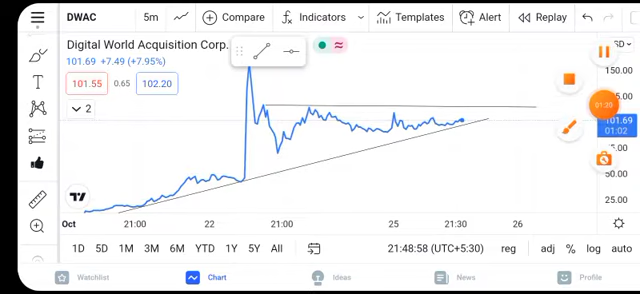 DWAC 5m Compare Indicators Templates Alert Replay
Digital World Acquisition Corp.
101.69 +7.49 (+7.95%)
101.55 0.65 102.20
2
150.00
01:39
101.69
01:02
50.00
25.00
Oct 21:00 22 21:00 25 21:30 26
1D 5D 1M 3M 6M YTD 1Y 5Y All 21:48:58 (UTC+5:30) reg adj % log auto
Watchlist Chart Ideas News Profile